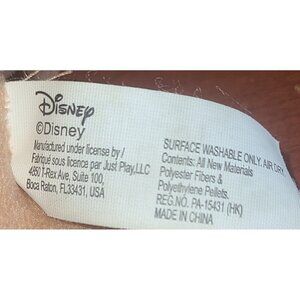 Disney
©Disney
Manufactured under license by /
Fabriqué sous licence par Just Play, LLC
4850 T-Rex Ave, Suite 100,
Boca Raton, FL33431, USA
SURFACE WASHABLE ONLY, AIR DRY.
Contents: All New Materials
Polyester Fibers &
Polyethylene Pellets.
REG.NO. PA-15431 (HK)
MADE IN CHINA